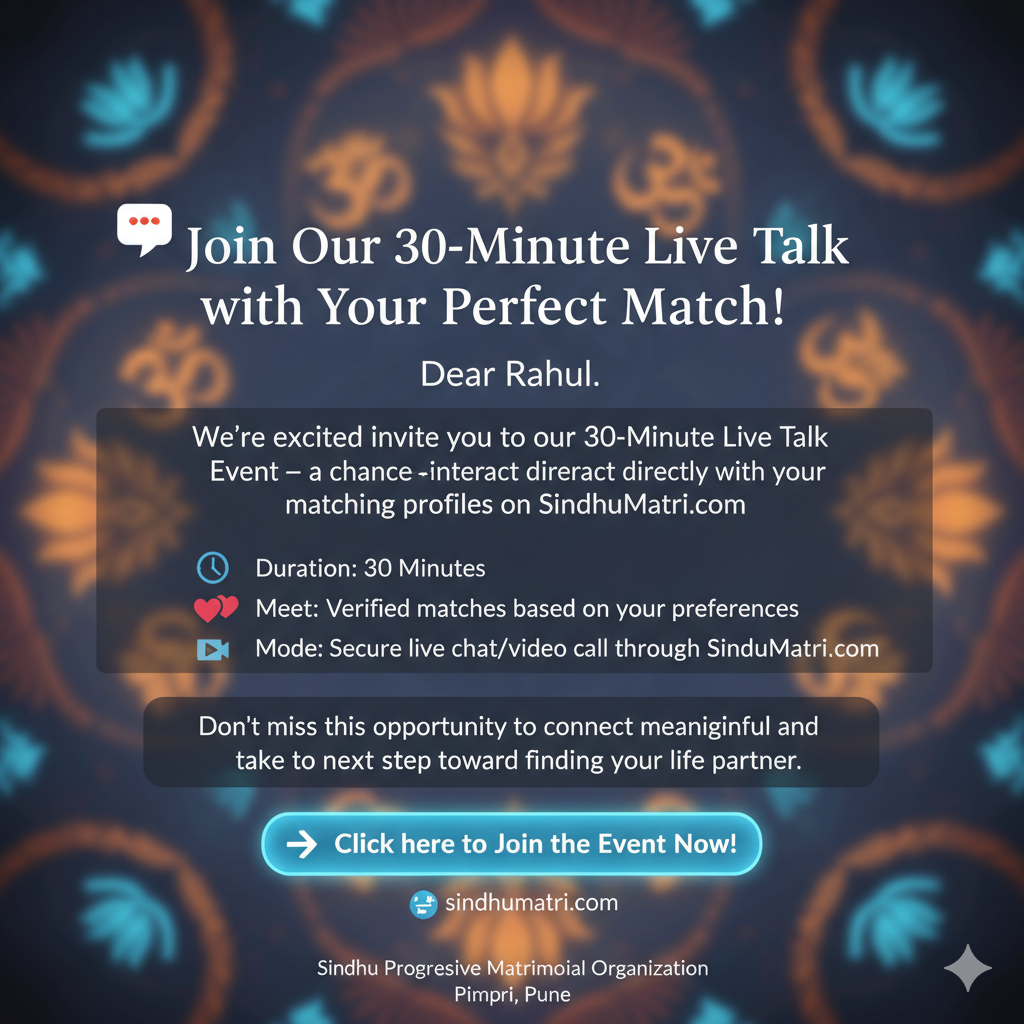 Join Our 30-Minute Live Talk
with Your Perfect Match!
Dear Rahul.
We're excited invite you to our 30-Minute Live Talk
Event – a chance -interact direract directly with your
matching profiles on SindhuMatri.com
Duration: 30 Minutes
Meet: Verified matches based on your preferences
Mode: Secure live chat/video call through SinduMatri.com
Don't miss this opportunity to connect meaniginful and
take to next step toward finding your life partner.
Click here to Join the Event Now!
sindhumatri.com
Sindhu Progresive Matrimoial Organization
Pimpri, Pune